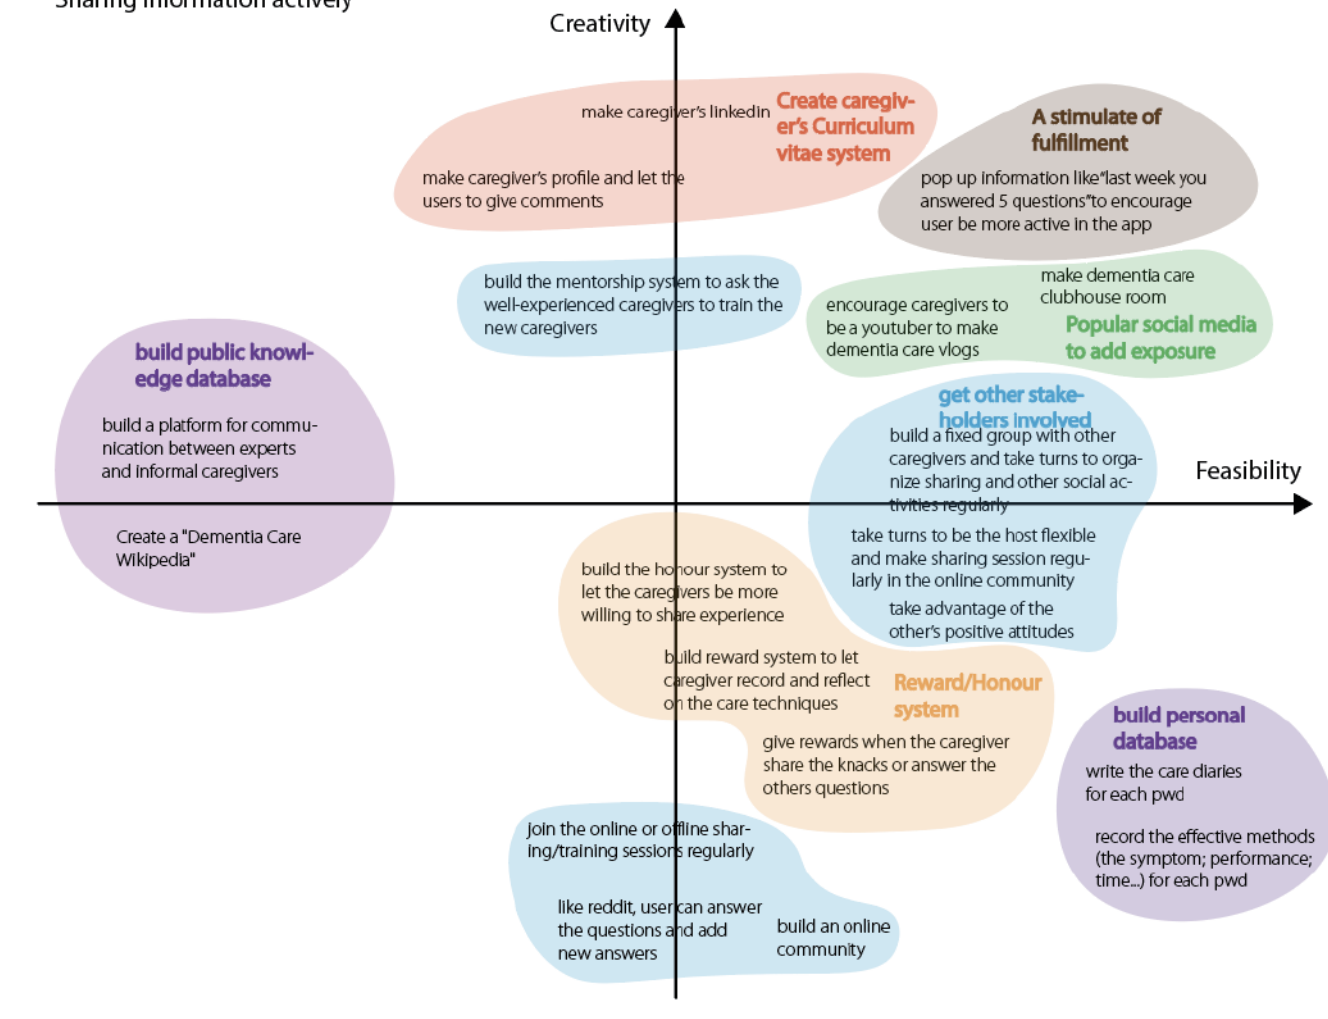 Sharing information actively
Creativity
make caregiver's linkedin
Create caregiv-
er's Curriculum
vitae system
make caregiver's profile and let the
users to give comments
A stimulate of
fulfillment
pop up information like"last week you
answered 5 questions"to encourage
user be more active in the app
build the mentorship system to ask the
well-experienced caregivers to train the
new caregivers
make dementia care
clubhouse room
encourage caregivers to
be a youtuber to make
dementia care vlogs
Popular social media
to add exposure
build public knowl-
edge database
build a platform for commu-
nication between experts
and informal caregivers
Create a "Dementia Care
Wikipedia"
get other stake-
holders involved
build a fixed group with other
caregivers and take turns to orga-
nize sharing and other social ac-
tivities regularly
Feasibility
take turns to be the host flexible
and make sharing session regu-
larly in the online community
take advantage of the
other's positive attitudes
build the honour system to
let the caregivers be more
willing to share experience
build reward system to let
caregiver record and reflect
on the care techniques
Reward/Honour
system
give rewards when the caregiver
share the knacks or answer the
others questions
build personal
database
write the care diaries
for each pwd
record the effective methods
(the symptom; performance;
time...) for each pwd
join the online or offline shar-
ing/training sessions regularly
like reddit, user can answer
the questions and add
new answers
build an online
community